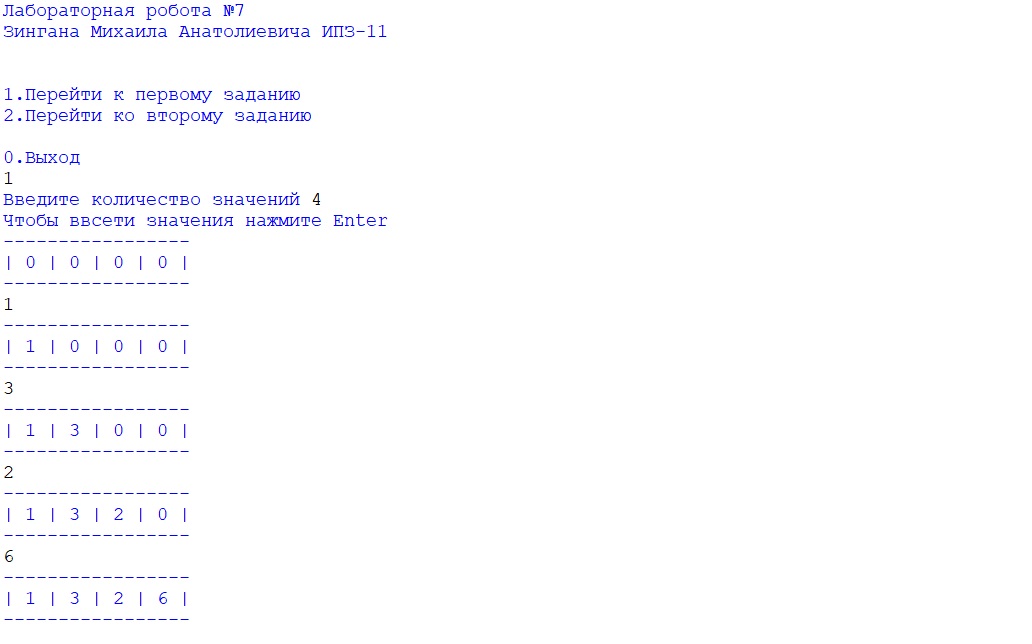 Лабораторная робота №7
Зингана Михаила Анатолиевича ИПЗ-11
1.Перейти к первому заданию
2.Перейти ко второму заданию
0.Выход
1
Введите количество значений 4
Чтобы ввсети значения нажмите Enter
-----------------
| 0 | 0 | 0 | 0 |
-----------------
1
-----------------
| 1 | 0 | 0 | 0 |
-----------------
3
-----------------
| 1 | 3 | 0 | 0 |
-----------------
2
-----------------
| 1 | 3 | 2 | 0 |
-----------------
6
-----------------
| 1 | 3 | 2 | 6 |
-----------------